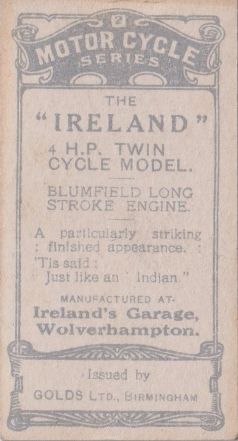 2
MOTOR CYCLE
SERIES
THE
"IRELAND"
4 H.P. TWIN
CYCLE MODEL.
BLUMFIELD LONG
STROKE ENGINE.
A particularly striking
: finished appearance. :
'Tis said :
Just like an Indian."
MANUFACTURED AT-
Ireland's Garage,
Wolverhampton.
Issued by
GOLDS LTD., BIRMINGHAM